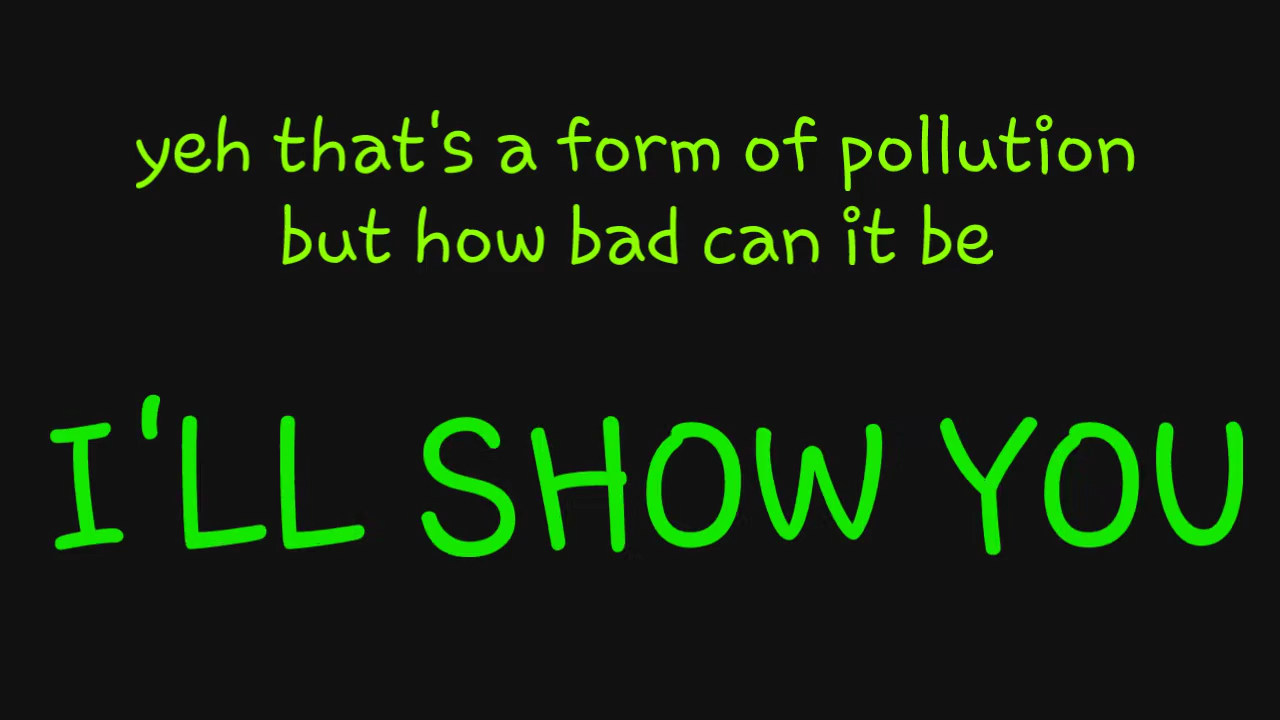 yeh that's a form of pollution
but how bad can it be
I'LL SHOW YOU